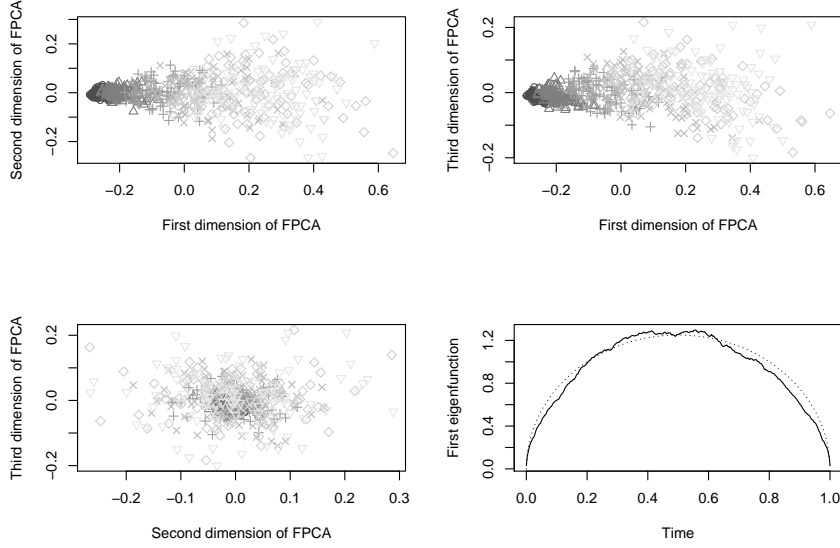 Second dimension of FPCA
0.2
0.0
−0.2
−0.2 0.0 0.2 0.4 0.6
First dimension of FPCA
Third dimension of FPCA
0.2
0.0
−0.2
−0.2 0.0 0.2 0.4 0.6
First dimension of FPCA
Third dimension of FPCA
0.2
0.0
−0.2
−0.2 −0.1 0.0 0.1 0.2 0.3
Second dimension of FPCA
First eigenfunction
1.2
0.8
0.4
0.0
0.0 0.2 0.4 0.6 0.8 1.0
Time